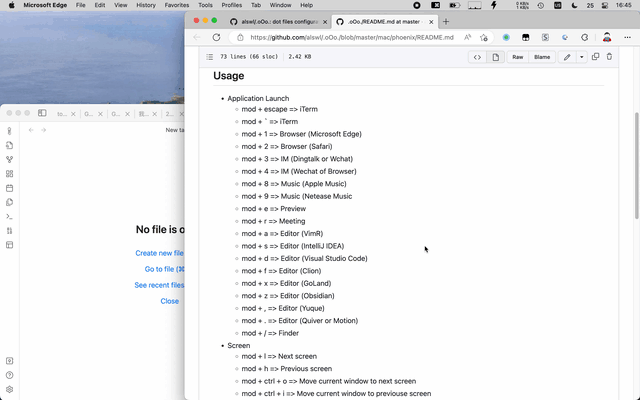 Microsoft Edge File Edit View History Favorites Tools Profiles Tab Window Help
25 16:45
alswl/.oOo.: dot files configura
.oOo./README.md at master
https://github.com/alswl/.oOo/blob/master/mac/phoenix/README.md
73 lines (66 sloc) 2.42 KB
Raw Blame
New ta
No file is o
Create new file
Go to file (⌘
See recent files
Close
Usage
Application Launch
mod + escape => iTerm
mod + ` => iTerm
mod + 1 => Browser (Microsoft Edge)
mod + 2 => Browser (Safari)
mod + 3 => IM (Dingtalk or Wchat)
mod + 4 => IM (Wechat of Browser)
mod + 8 => Music (Apple Music)
mod + 9 => Music (Netease Music
mod + e => Preview
mod + r => Meeting
mod + a => Editor (VimR)
mod + s => Editor (IntelliJ IDEA)
mod + d => Editor (Visual Studio Code)
mod + f => Editor (Clion)
mod + x => Editor (GoLand)
mod + z => Editor (Obsidian)
mod + , => Editor (Yuque)
mod + . => Editor (Quiver or Motion)
mod + / => Finder
Screen
mod + l => Next screen
mod + h => Previous screen
mod + ctrl + o => Move current window to next screen
mod + ctrl + i => Move current window to previouse screen